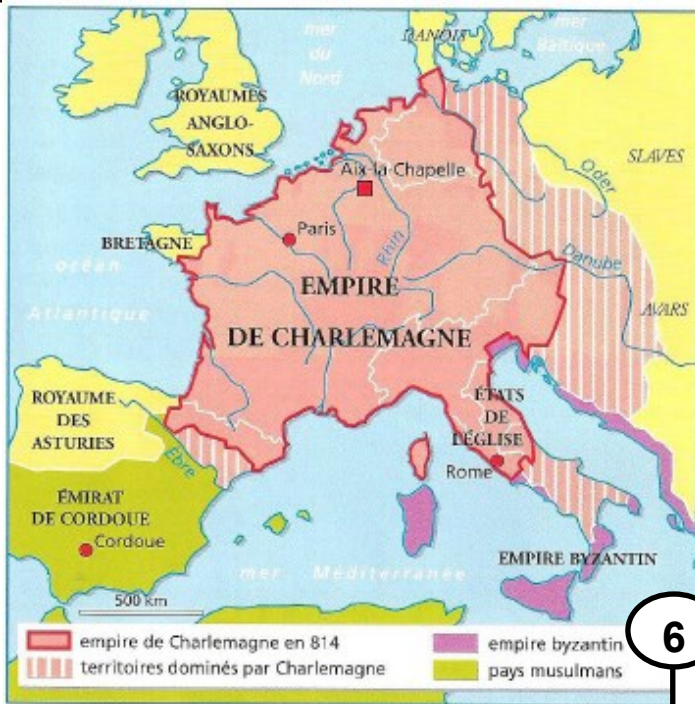 mer
du
Nord
DANOIS
mer
Baltique
ROYAUMES
ANGLO-
SAXONS
SLAVES
Oder
Aix-la-Chapelle
Paris
BRETAGNE
Rhin
Danube
océan
Atlantique
EMPIRE
DE CHARLEMAGNE
AVARS
ROYAUME
DES
ASTURIES
ÉTATS
DE
L'ÉGLISE
Èbre
Rome
ÉMIRAT
DE CORDOUE
Cordoue
EMPIRE BYZANTIN
mer Méditerranée
500 km
empire de Charlemagne en 814
territoires dominés par Charlemagne
empire byzantin
pays musulmans
6